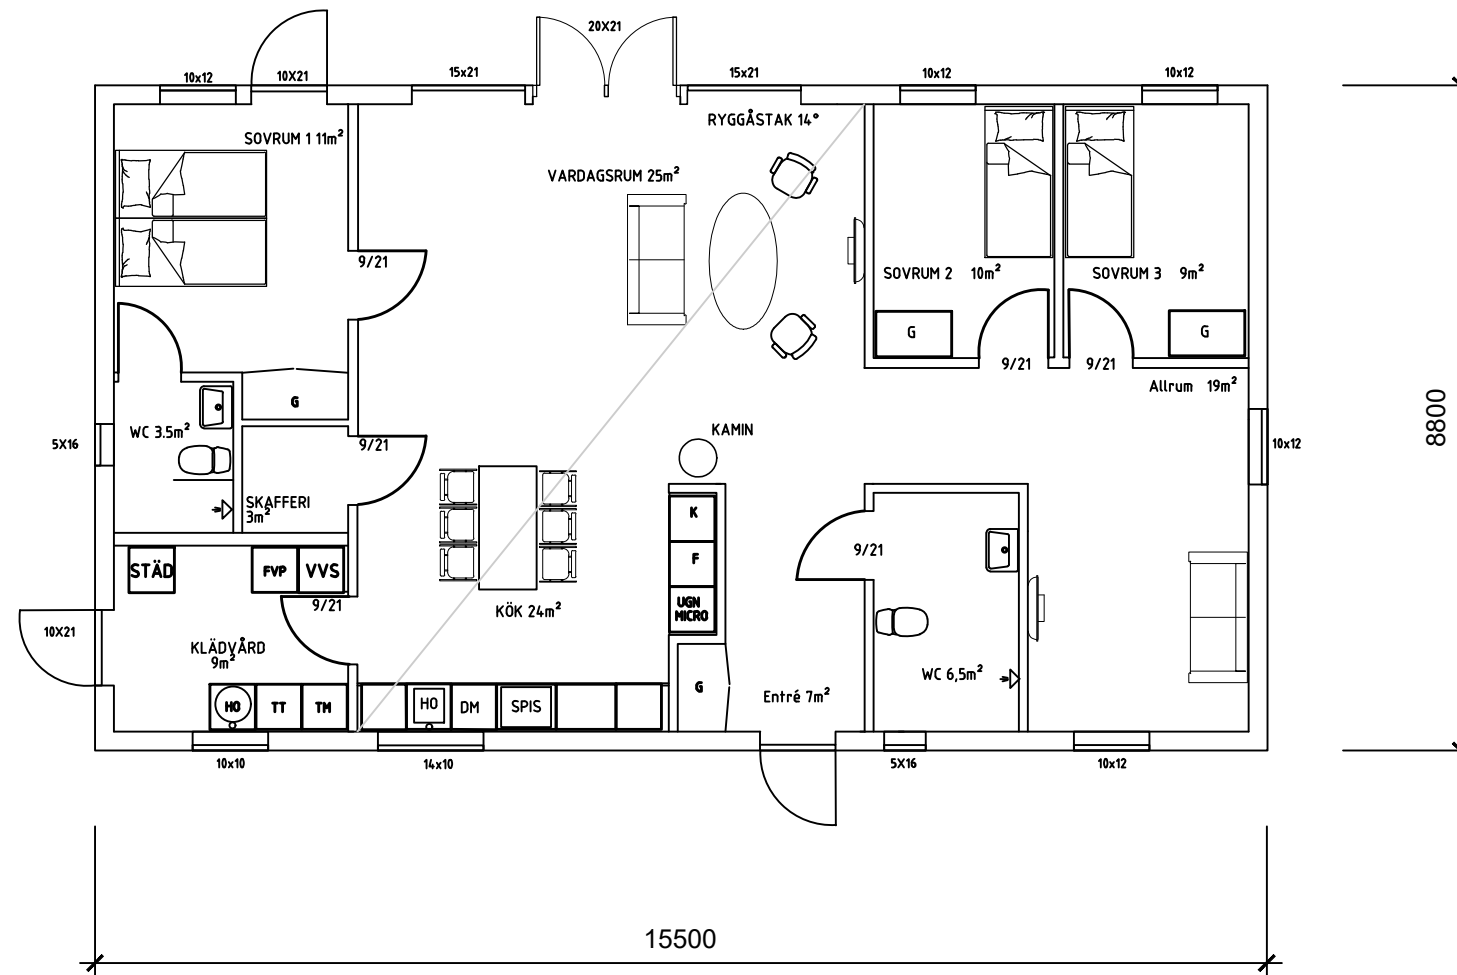 20X21
10x12
10X21
15x21
15x21
10x12
10x12
RYGGÅSTAK 14°
SOVRUM 1 11m²
VARDAGSRUM 25m²
9/21
SOVRUM 2 10m²
SOVRUM 3 9m²
G
G
9/21
9/21
Allrum 19m²
G
8800
WC 3.5m²
KAMIN
5X16
9/21
10x12
SKAFFERI
3m²
K
9/21
F
STÄD
FVP
VVS
UGN
MICRO
9/21
KÖK 24m²
10X21
KLÄDVÅRD
9m²
WC 6,5m²
G
Entré 7m²
HO
TT
TM
HO
DM
SPIS
10x10
14x10
5X16
10x12
15500